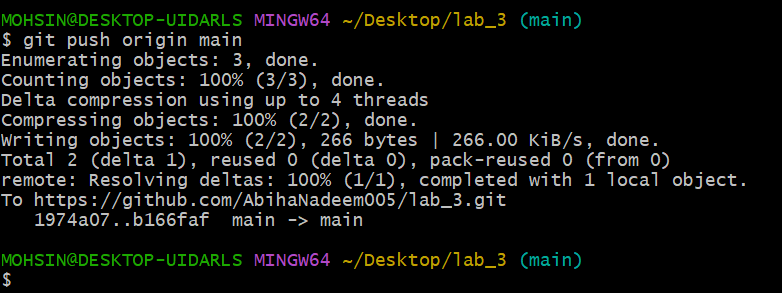 MOHSIN@DESKTOP-UIDARLS MINGW64 ~/Desktop/lab_3 (main)
$ git push origin main
Enumerating objects: 3, done.
Counting objects: 100% (3/3), done.
Delta compression using up to 4 threads
Compressing objects: 100% (2/2), done.
Writing objects: 100% (2/2), 266 bytes | 266.00 KiB/s, done.
Total 2 (delta 1), reused 0 (delta 0), pack-reused 0 (from 0)
remote: Resolving deltas: 100% (1/1), completed with 1 local object.
To https://github.com/AbihaNadeem005/lab_3.git
   1974a07..b166faf  main -> main
MOHSIN@DESKTOP-UIDARLS MINGW64 ~/Desktop/lab_3 (main)
$